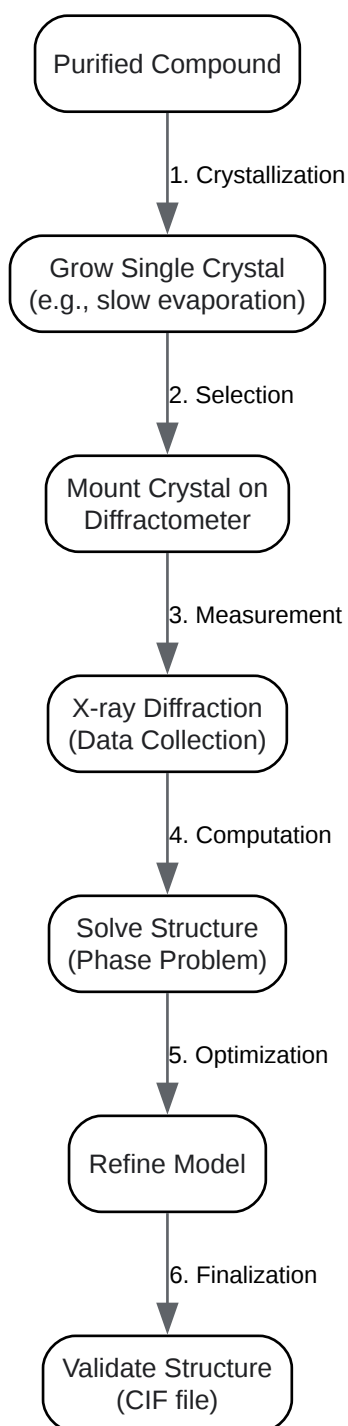 Purified Compound
1. Crystallization
Grow Single Crystal
(e.g., slow evaporation)
2. Selection
Mount Crystal on
Diffractometer
3. Measurement
X-ray Diffraction
(Data Collection)
4. Computation
Solve Structure
(Phase Problem)
5. Optimization
Refine Model
6. Finalization
Validate Structure
(CIF file)